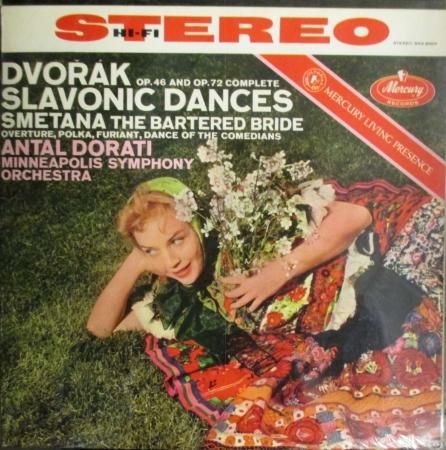 STEREO
HI-FI
DVOŘÁK OP.46 AND OP.72 COMPLETE
SLAVONIC DANCES
SMETANA THE BARTERED BRIDE
OVERTURE, POLKA, FURIANT, DANCE OF THE COMEDIANS
ANTAL DORATI
MINNEAPOLIS SYMPHONY
ORCHESTRA
MERCURY LIVING PRESENCE
Mercury
RECORDS